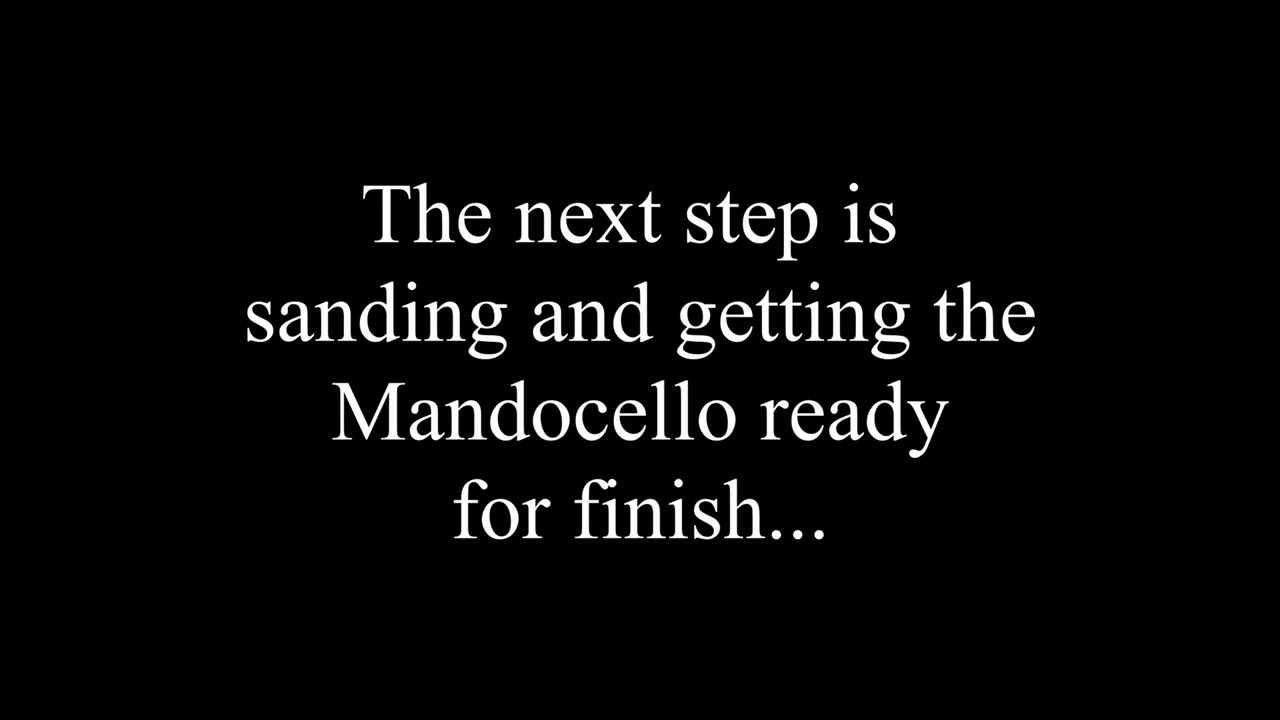 The next step is
sanding and getting the
Mandocello ready
for finish...